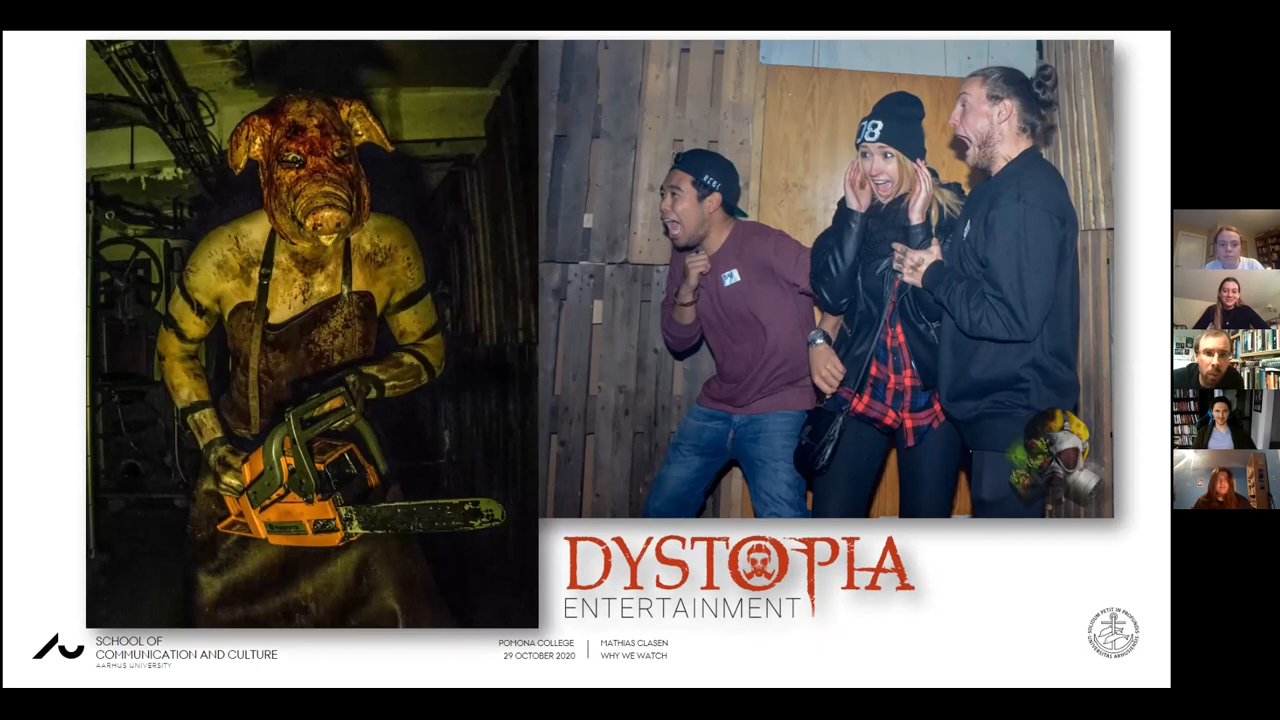 08
DYSTOPIA
ENTERTAINMENT
SCHOOL OF
COMMUNICATION AND CULTURE
AARHUS UNIVERSITY
POMONA COLLEGE
29 OCTOBER 2020
MATHIAS CLASEN
WHY WE WATCH